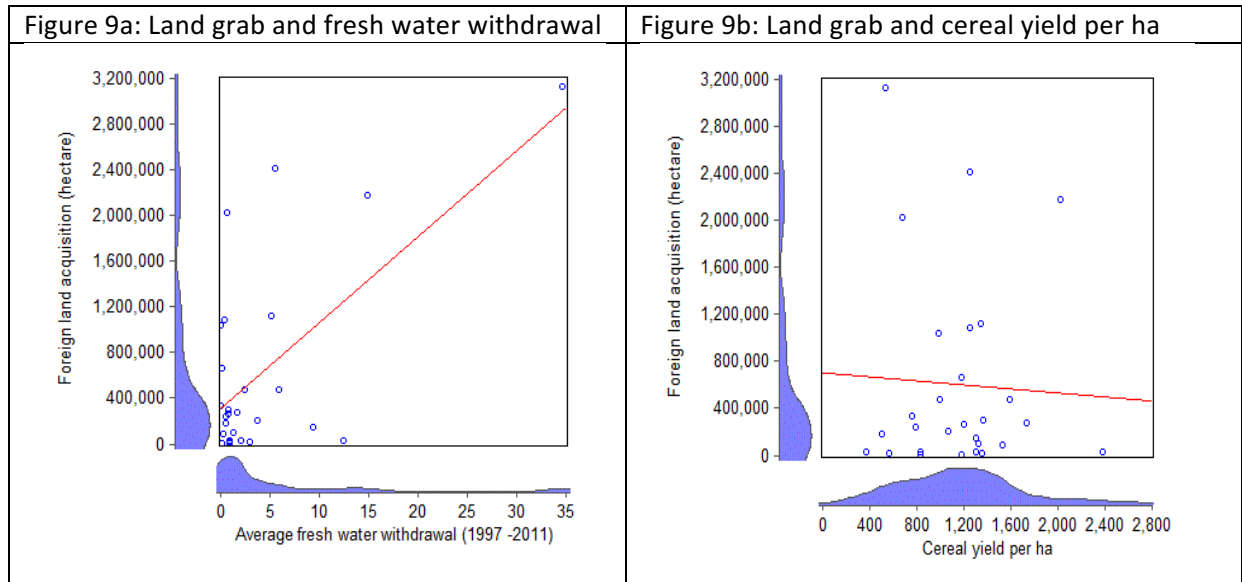 Figure 9a: Land grab and fresh water withdrawal
Figure 9b: Land grab and cereal yield per ha
Foreign land acquisition (hectare)
3,200,000
2,800,000
2,400,000
2,000,000
1,600,000
1,200,000
800,000
400,000
0
0 5 10 15 20 25 30 35
Average fresh water withdrawal (1997 -2011)
Foreign land acquisition (hectare)
3,200,000
2,800,000
2,400,000
2,000,000
1,600,000
1,200,000
800,000
400,000
0
0 400 800 1,200 1,600 2,000 2,400 2,800
Cereal yield per ha